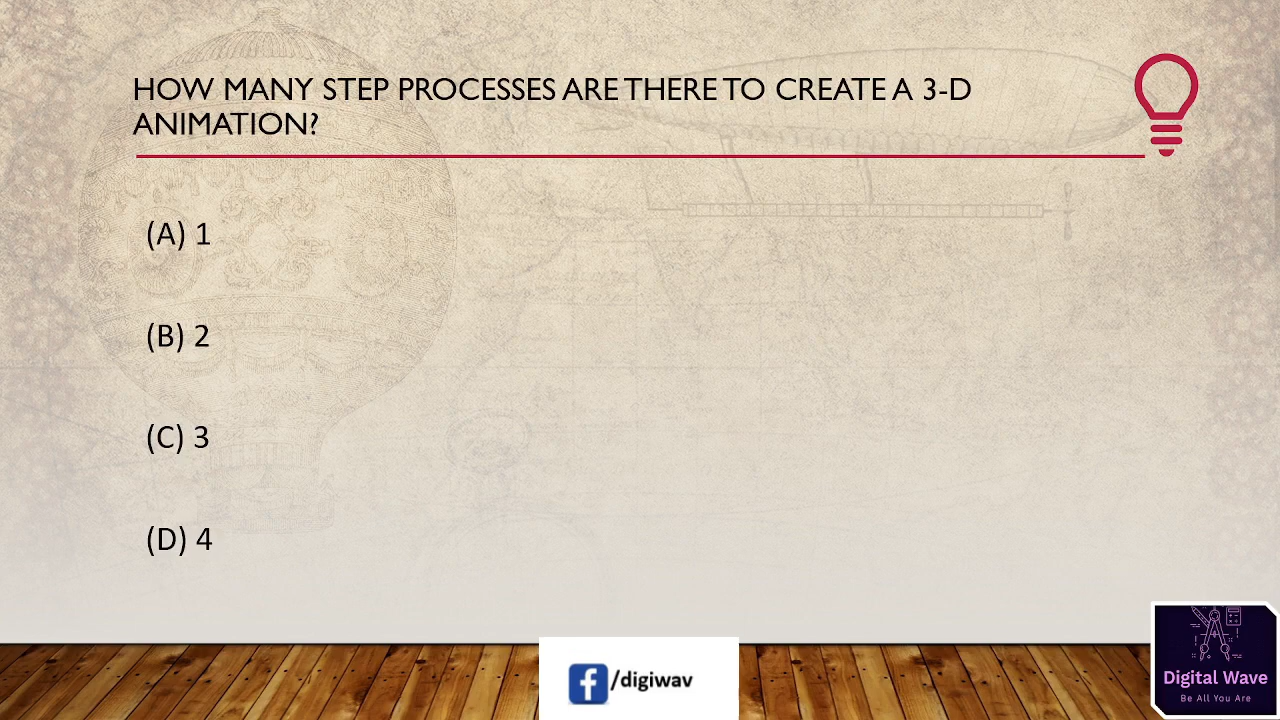 HOW MANY STEP PROCESSES ARE THERE TO CREATE A 3-D
ANIMATION?
(A) 1
(B) 2
(C) 3
(D) 4
/digiwav
Digital Wave
Be All You Are